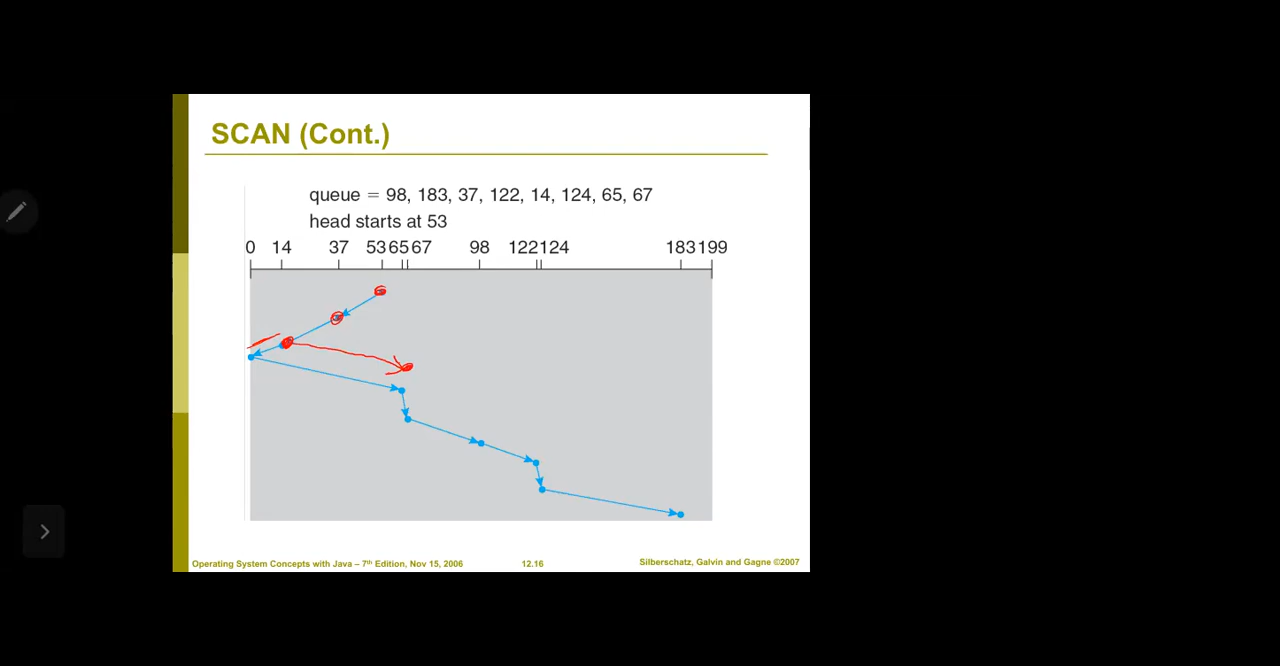 SCAN (Cont.)
queue = 98, 183, 37, 122, 14, 124, 65, 67
head starts at 53
0 14 37 53 65 67 98 122 124 183 199
Operating System Concepts with Java – 7th Edition, Nov 15, 2006 12.16 Silberschatz, Galvin and Gagne ©2007